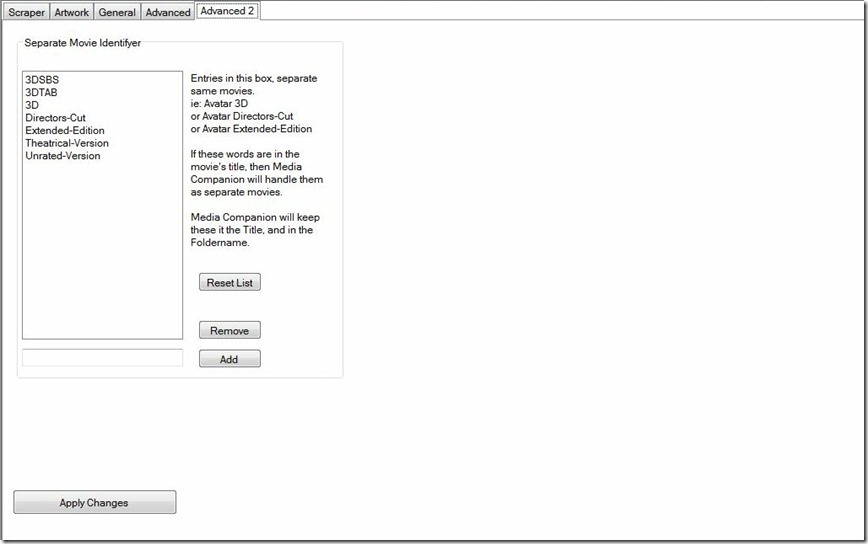 Scraper Artwork General Advanced Advanced 2
Separate Movie Identifyer
3DSBS
3DTAB
3D
Directors-Cut
Extended-Edition
Theatrical-Version
Unrated-Version
Entries in this box, separate
same movies.
ie: Avatar 3D
or Avatar Directors-Cut
or Avatar Extended-Edition
If these words are in the
movie's title, then Media
Companion will handle them
as separate movies.
Media Companion will keep
these it the Title, and in the
Foldername.
Reset List
Remove
Add
Apply Changes